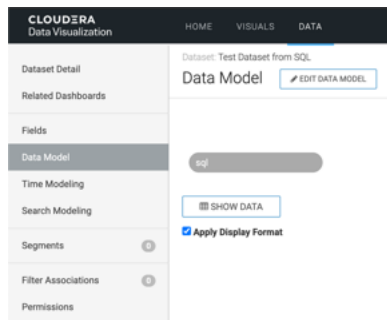 CLOUDERA
Data Visualization
HOME VISUALS DATA
Dataset Detail
Related Dashboards
Fields
Data Model
Time Modeling
Search Modeling
Segments 0
Filter Associations 0
Permissions
Dataset: Test Dataset from SQL
Data Model EDIT DATA MODEL
sql
SHOW DATA
Apply Display Format